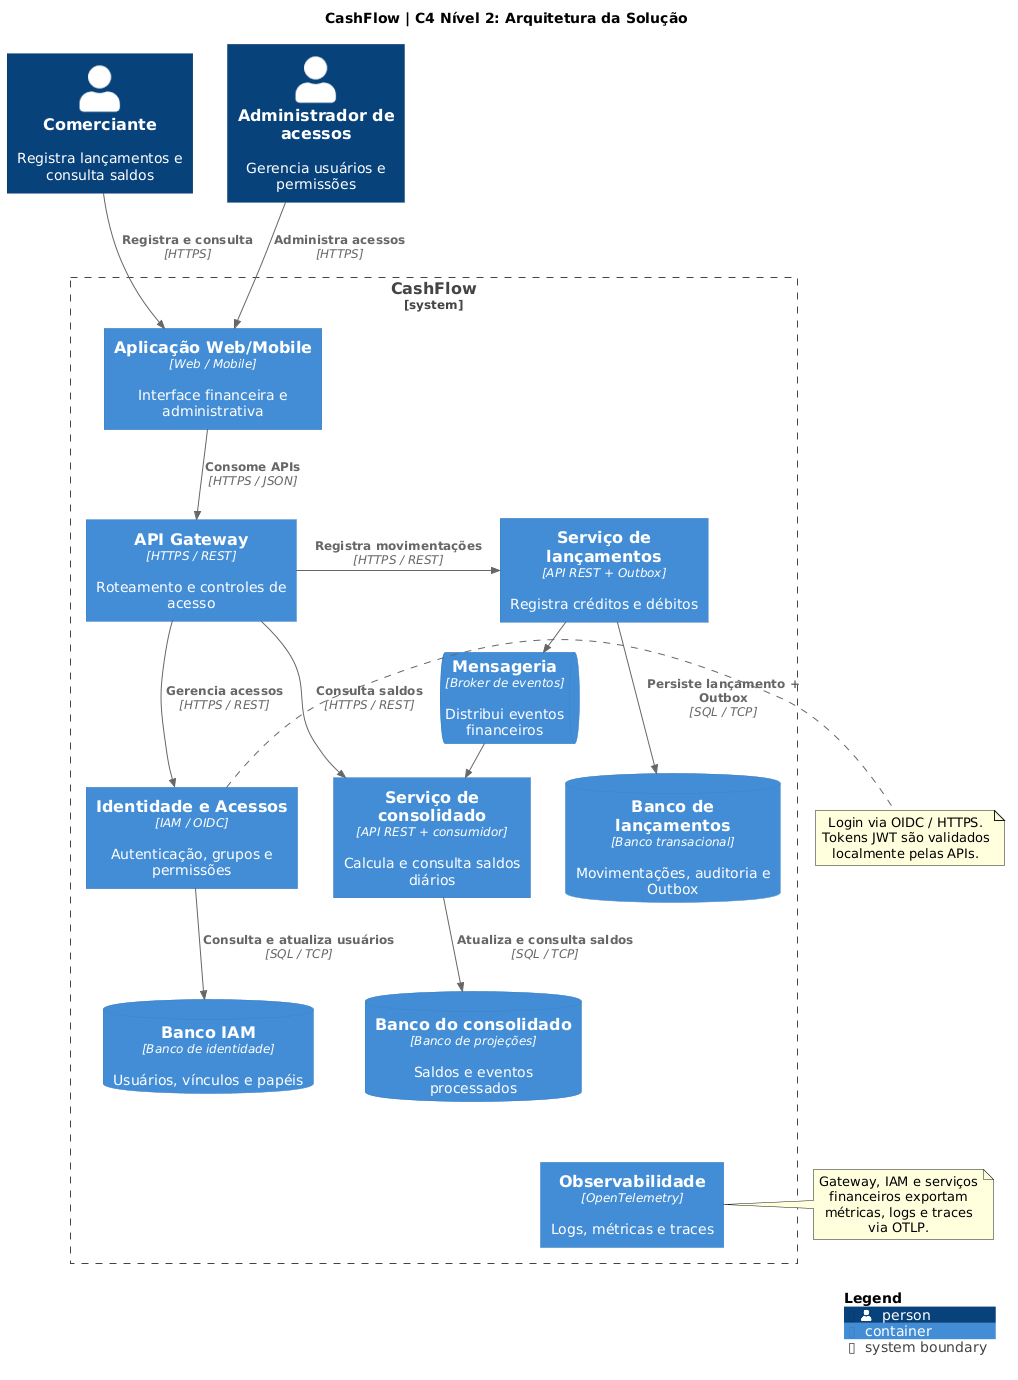 CashFlow | C4 Nível 2: Arquitetura da Solução
Comerciante
Registra lançamentos e
consulta saldos
Administrador de
acessos
Gerencia usuários e
permissões
Registra e consulta
[HTTPS]
Administra acessos
[HTTPS]
CashFlow
[system]
Aplicação Web/Mobile
[Web / Mobile]
Interface financeira e
administrativa
Consome APIs
[HTTPS / JSON]
API Gateway
[HTTPS / REST]
Roteamento e controles de
acesso
Registra movimentações
[HTTPS / REST]
Serviço de
lançamentos
[API REST + Outbox]
Registra créditos e débitos
Gerencia acessos
[HTTPS / REST]
Consulta saldos
[HTTPS / REST]
Mensageria
[Broker de eventos]
Distribui eventos
financeiros
Persiste lançamento +
Outbox
[SQL / TCP]
Identidade e Acessos
[IAM / OIDC]
Autenticação, grupos e
permissões
Serviço de
consolidado
[API REST + consumidor]
Calcula e consulta saldos
diários
Banco de
lançamentos
[Banco transacional]
Movimentações, auditoria e
Outbox
Login via OIDC / HTTPS.
Tokens JWT são validados
localmente pelas APIs.
Consulta e atualiza usuários
[SQL / TCP]
Atualiza e consulta saldos
[SQL / TCP]
Banco IAM
[Banco de identidade]
Usuários, vínculos e papéis
Banco do consolidado
[Banco de projeções]
Saldos e eventos
processados
Observabilidade
[OpenTelemetry]
Logs, métricas e traces
Gateway, IAM e serviços
financeiros exportam
métricas, logs e traces
via OTLP.
Legend
person
container
system boundary